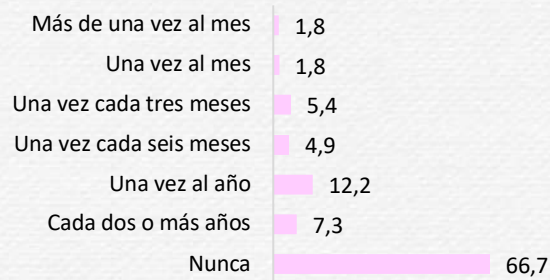 Más de una vez al mes 1,8
Una vez al mes 1,8
Una vez cada tres meses 5,4
Una vez cada seis meses 4,9
Una vez al año 12,2
Cada dos o más años 7,3
Nunca 66,7